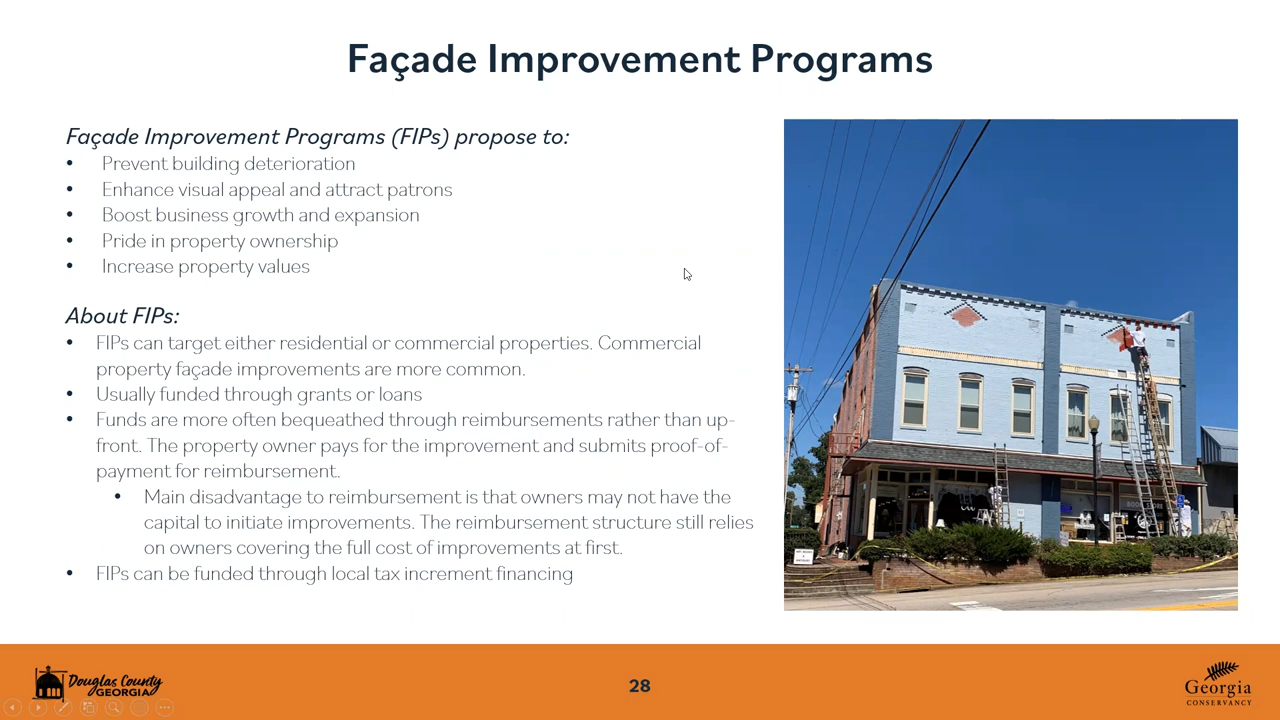 Façade Improvement Programs
Façade Improvement Programs (FIPs) propose to:
• Prevent building deterioration
• Enhance visual appeal and attract patrons
• Boost business growth and expansion
• Pride in property ownership
• Increase property values
About FIPs:
• FIPs can target either residential or commercial properties. Commercial
property façade improvements are more common.
• Usually funded through grants or loans
• Funds are more often bequeathed through reimbursements rather than up-
front. The property owner pays for the improvement and submits proof-of-
payment for reimbursement.
• Main disadvantage to reimbursement is that owners may not have the
capital to initiate improvements. The reimbursement structure still relies
on owners covering the full cost of improvements at first.
• FIPs can be funded through local tax increment financing
Douglas County
GEORGIA
28
Georgia
CONSERVANCY